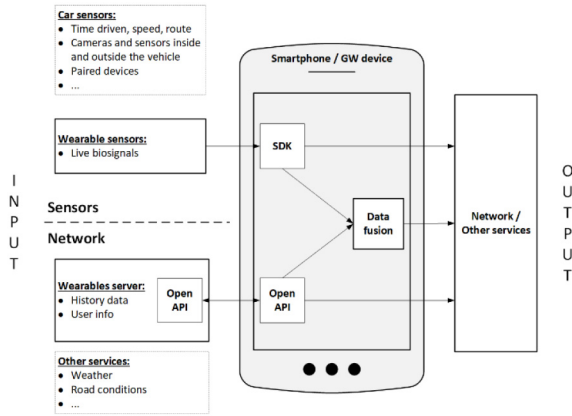 Car sensors:
• Time driven, speed, route
• Cameras and sensors inside
and outside the vehicle
• Paired devices
• ...
Wearable sensors:
• Live biosignals
INPUT
Sensors
Network
Wearables server:
• History data
• User info
Open
API
Other services:
• Weather
• Road conditions
• ...
Smartphone / GW device
SDK
Data
fusion
Open
API
Network /
Other services
OUTPUT